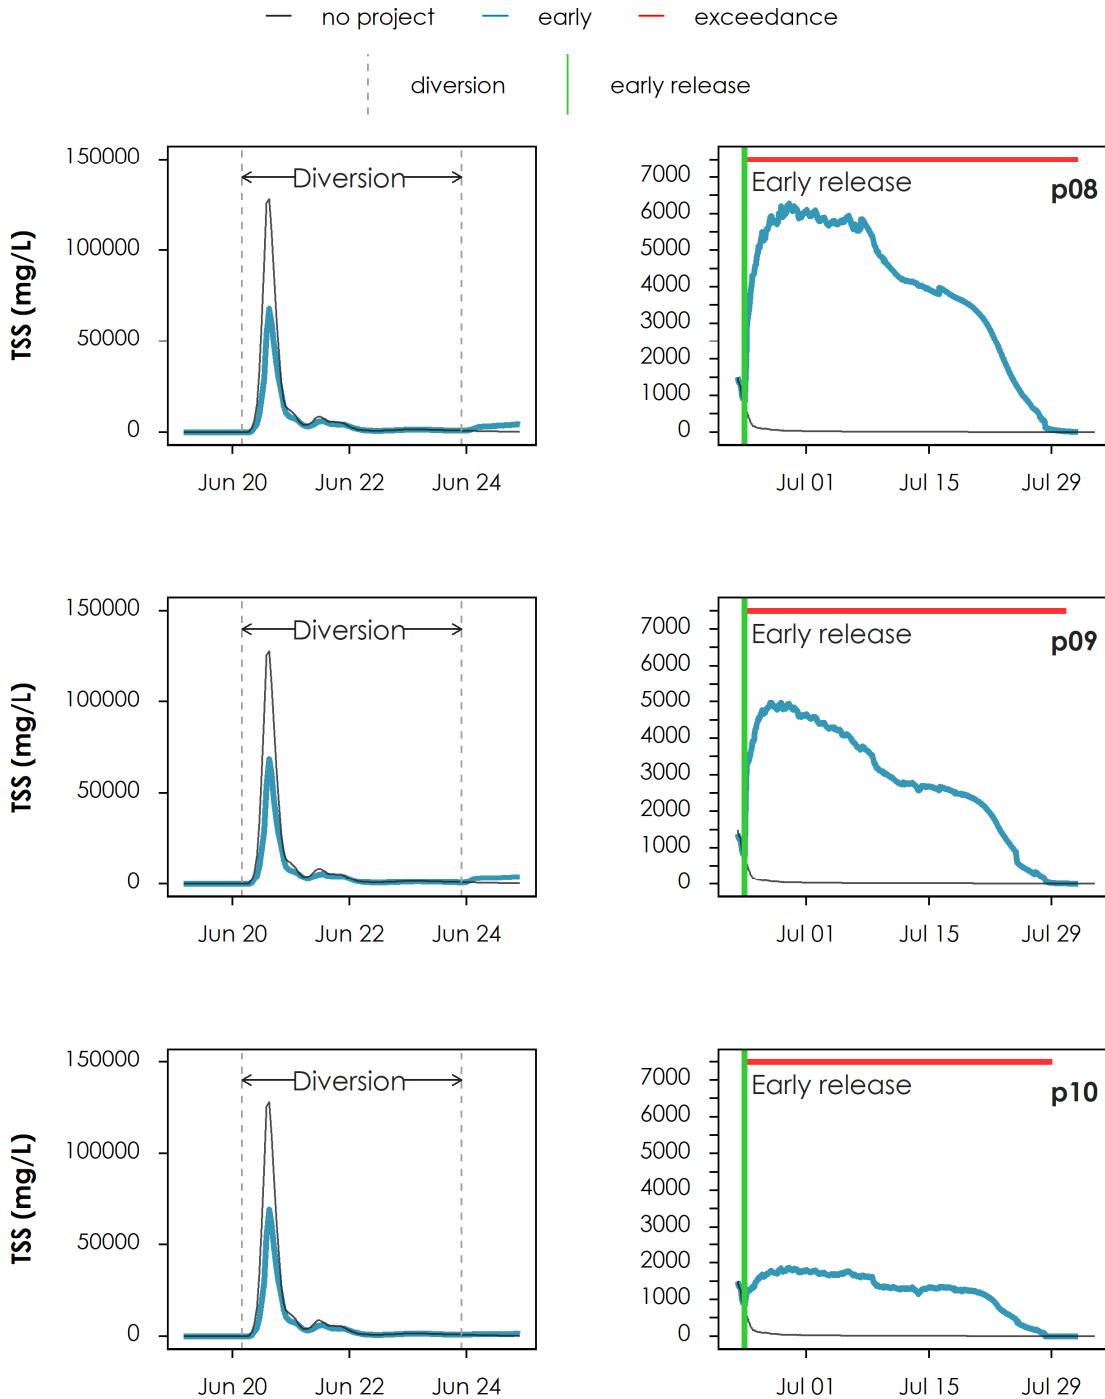 no project early exceedance
diversion early release
TSS (mg/L)
150000
100000
50000
0
Diversion
Jun 20 Jun 22 Jun 24
7000
6000
5000
4000
3000
2000
1000
0
Early release
p08
Jul 01 Jul 15 Jul 29
TSS (mg/L)
150000
100000
50000
0
Diversion
Jun 20 Jun 22 Jun 24
7000
6000
5000
4000
3000
2000
1000
0
Early release
p09
Jul 01 Jul 15 Jul 29
TSS (mg/L)
150000
100000
50000
0
Diversion
Jun 20 Jun 22 Jun 24
7000
6000
5000
4000
3000
2000
1000
0
Early release
p10
Jul 01 Jul 15 Jul 29